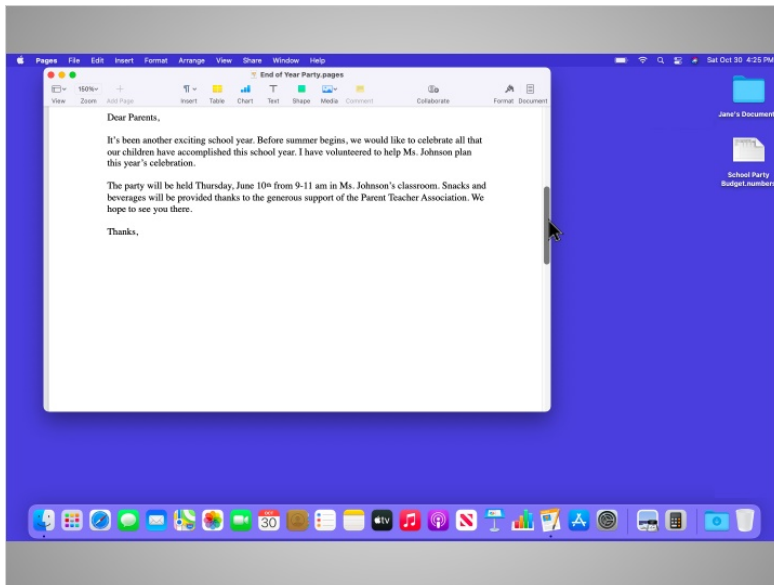 Pages File Edit Insert Format Arrange View Share Window Help Sat Oct 30 4:25 PM
End of Year Party.pages
150%
View Zoom Add Page Insert Table Chart Text Shape Media Comment Collaborate Format Document
Dear Parents,
It's been another exciting school year. Before summer begins, we would like to celebrate all that
our children have accomplished this school year. I have volunteered to help Ms. Johnson plan
this year's celebration.
The party will be held Thursday, June 10th from 9-11 am in Ms. Johnson's classroom. Snacks and
beverages will be provided thanks to the generous support of the Parent Teacher Association. We
hope to see you there.
Thanks,
Jane's Document
School Party
Budget.numbers
OCT
30
tv